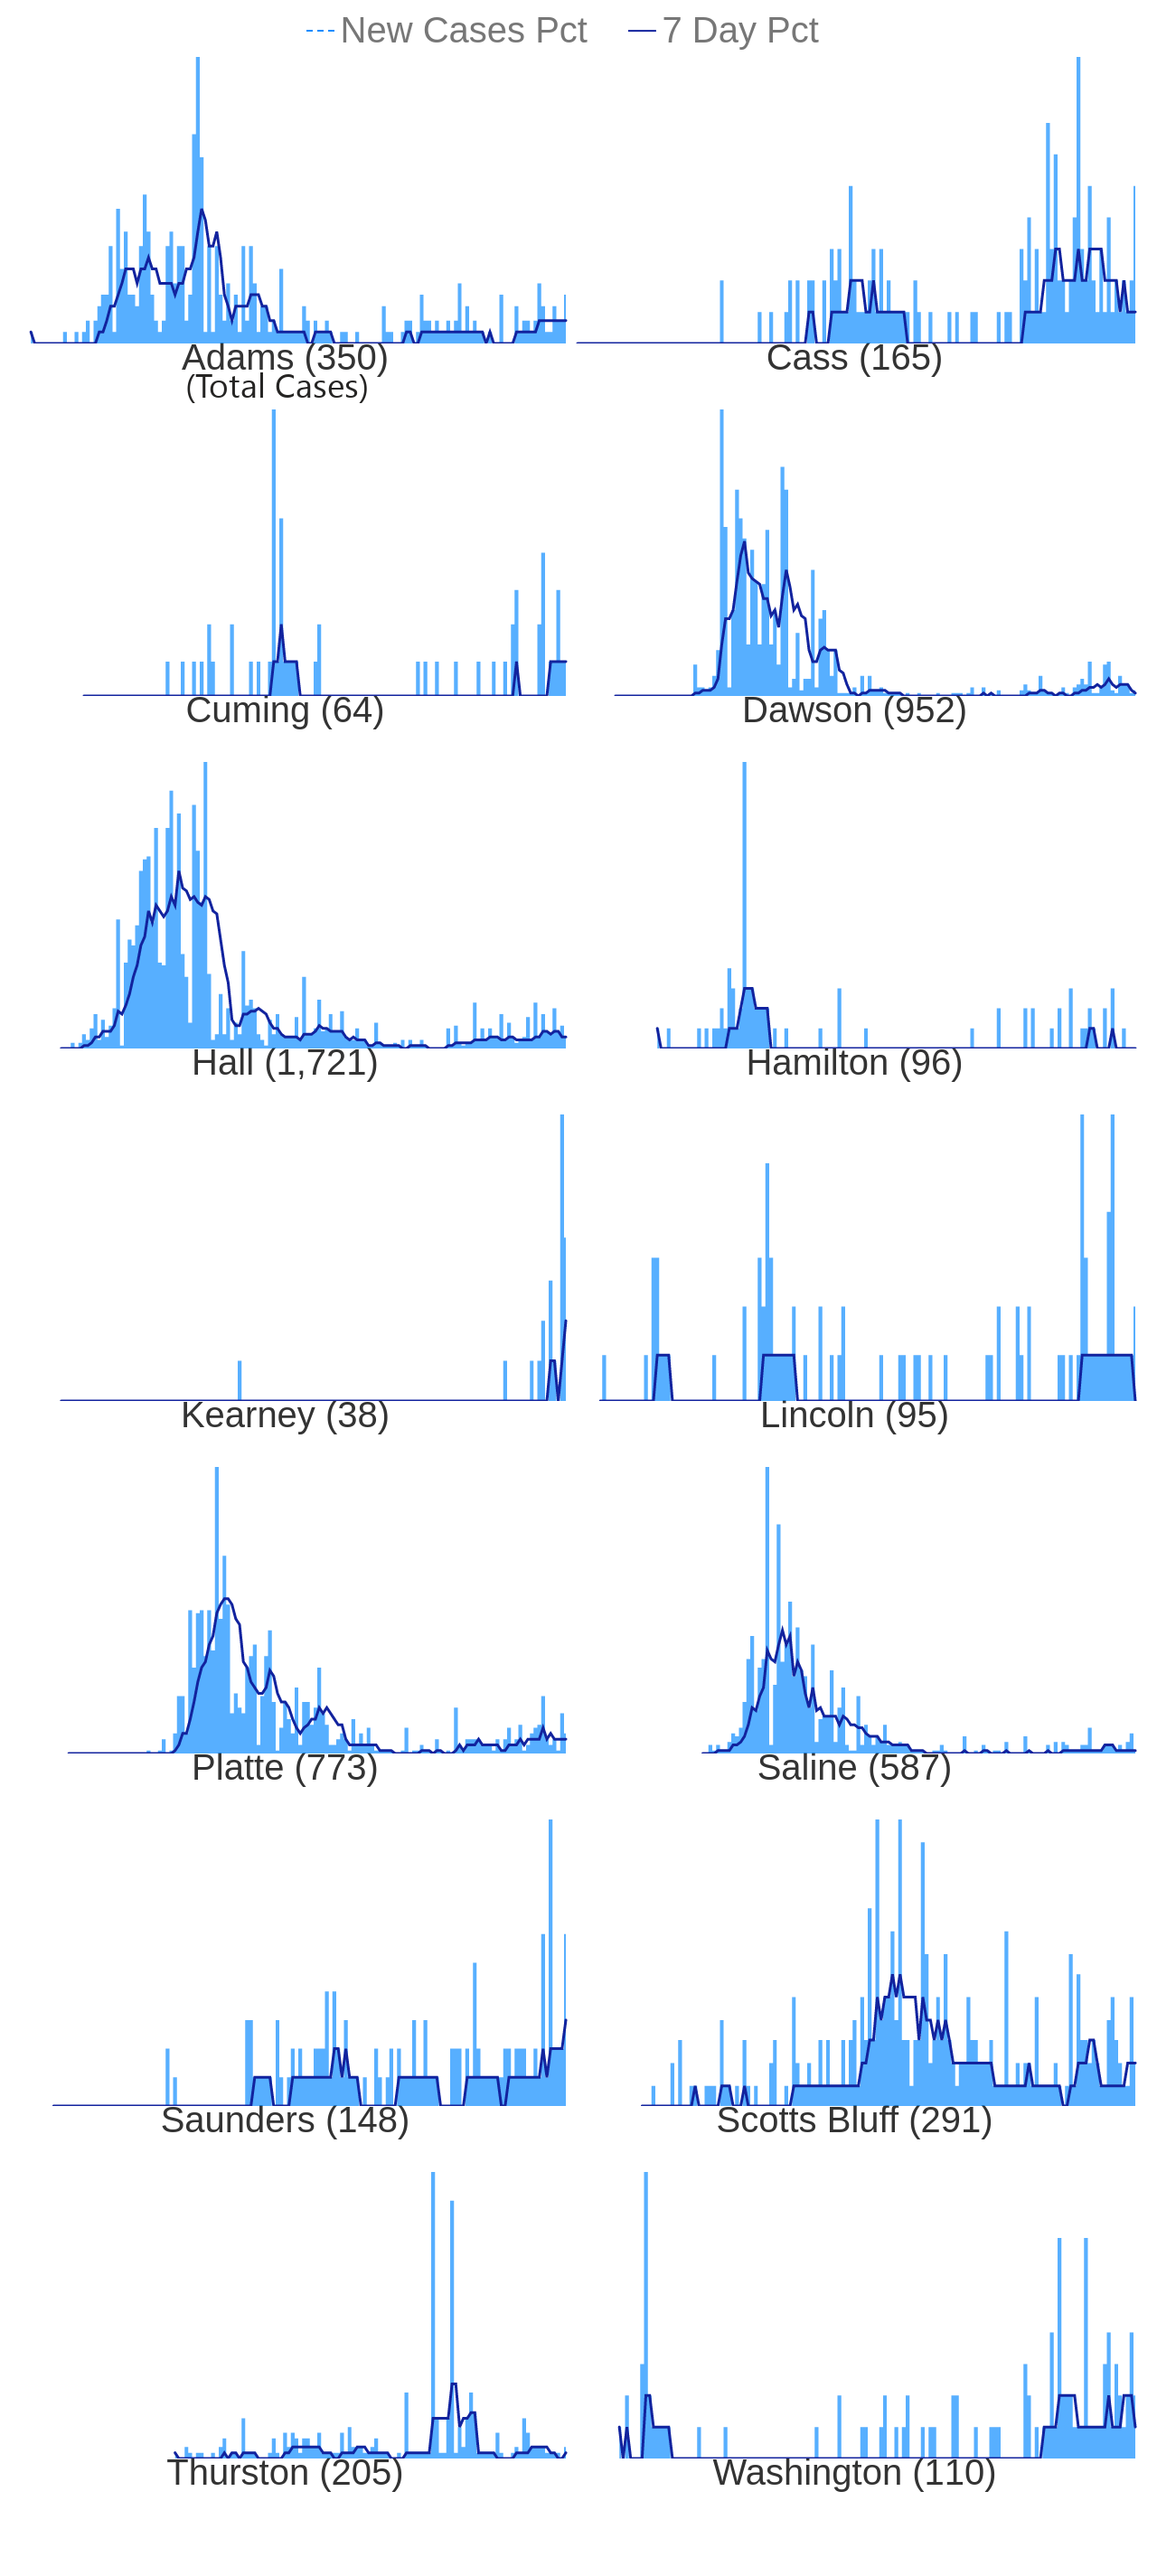 New Cases Pct 7 Day Pct
Adams (350) Cass (165)
(Total Cases)
Cuming (64) Dawson (952)
Hall (1,721) Hamilton (96)
Kearney (38) Lincoln (95)
Platte (773) Saline (587)
Saunders (148) Scotts Bluff (291)
Thurston (205) Washington (110)